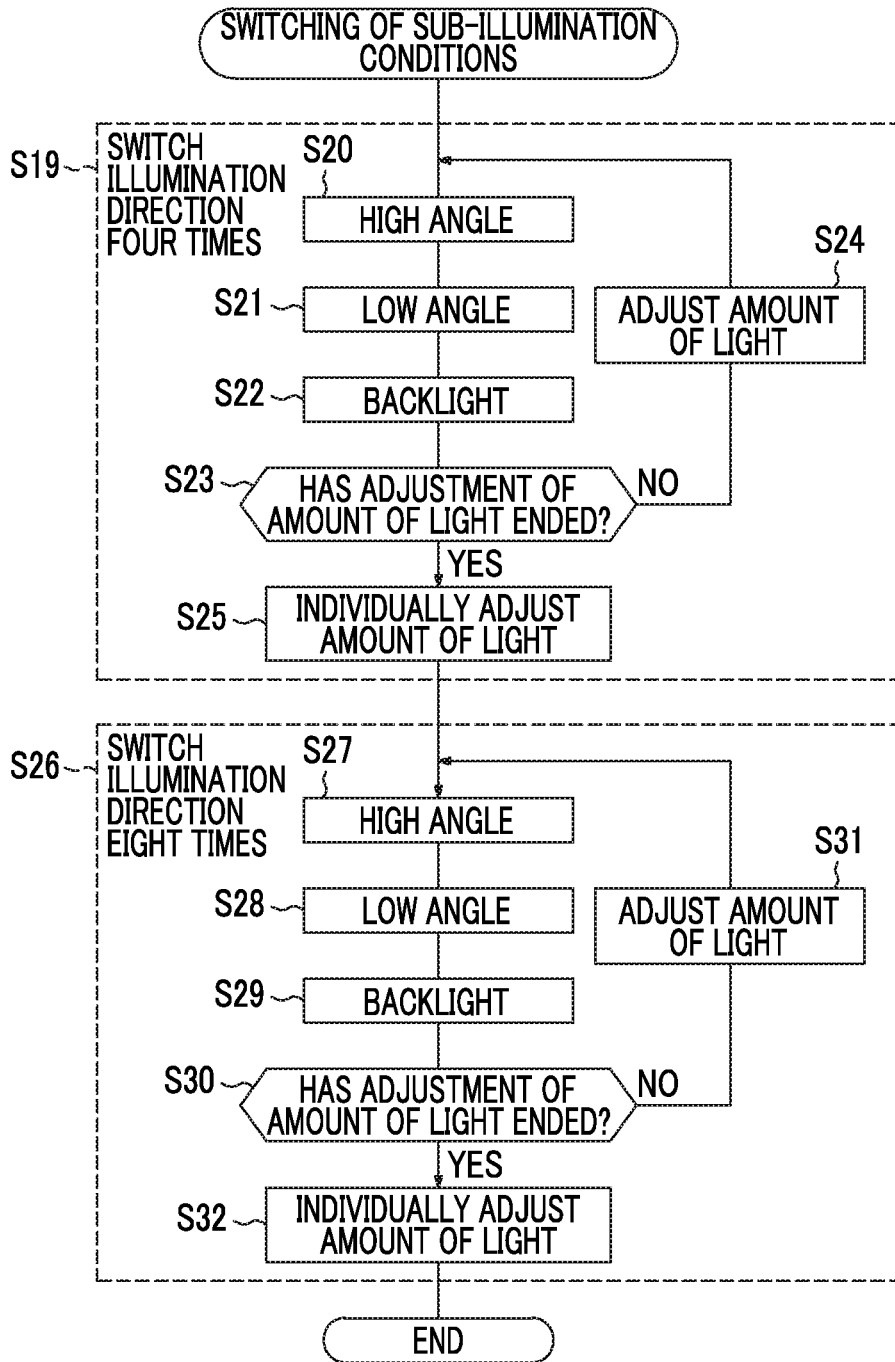 SWITCHING OF SUB-ILLUMINATION
CONDITIONS
S19
SWITCH
ILLUMINATION
DIRECTION
FOUR TIMES
S20
HIGH ANGLE
S21
LOW ANGLE
S24
ADJUST AMOUNT
OF LIGHT
S22
BACKLIGHT
S23
HAS ADJUSTMENT OF
AMOUNT OF LIGHT ENDED?
NO
YES
S25
INDIVIDUALLY ADJUST
AMOUNT OF LIGHT
S26
SWITCH
ILLUMINATION
DIRECTION
EIGHT TIMES
S27
HIGH ANGLE
S28
LOW ANGLE
S31
ADJUST AMOUNT
OF LIGHT
S29
BACKLIGHT
S30
HAS ADJUSTMENT OF
AMOUNT OF LIGHT ENDED?
NO
YES
S32
INDIVIDUALLY ADJUST
AMOUNT OF LIGHT
END